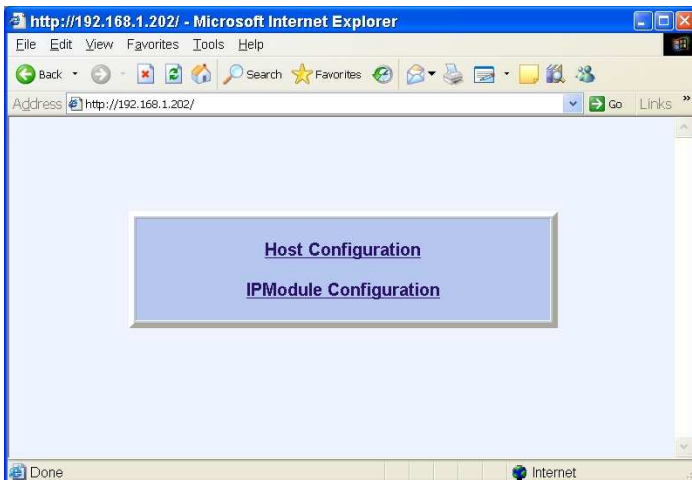 http://192.168.1.202/ - Microsoft Internet Explorer
File Edit View Favorites Tools Help
Back Search Favorites
Address http://192.168.1.202/ Go Links »
Host Configuration
IPModule Configuration
Done Internet